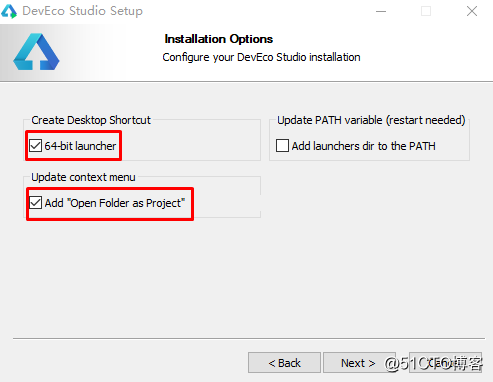 DevEco Studio Setup
Installation Options
Configure your DevEco Studio installation
Create Desktop Shortcut
64-bit launcher
Update PATH variable (restart needed)
Add launchers dir to the PATH
Update context menu
Add "Open Folder as Project"
< Back
Next >
Cancel
@51CTO博客